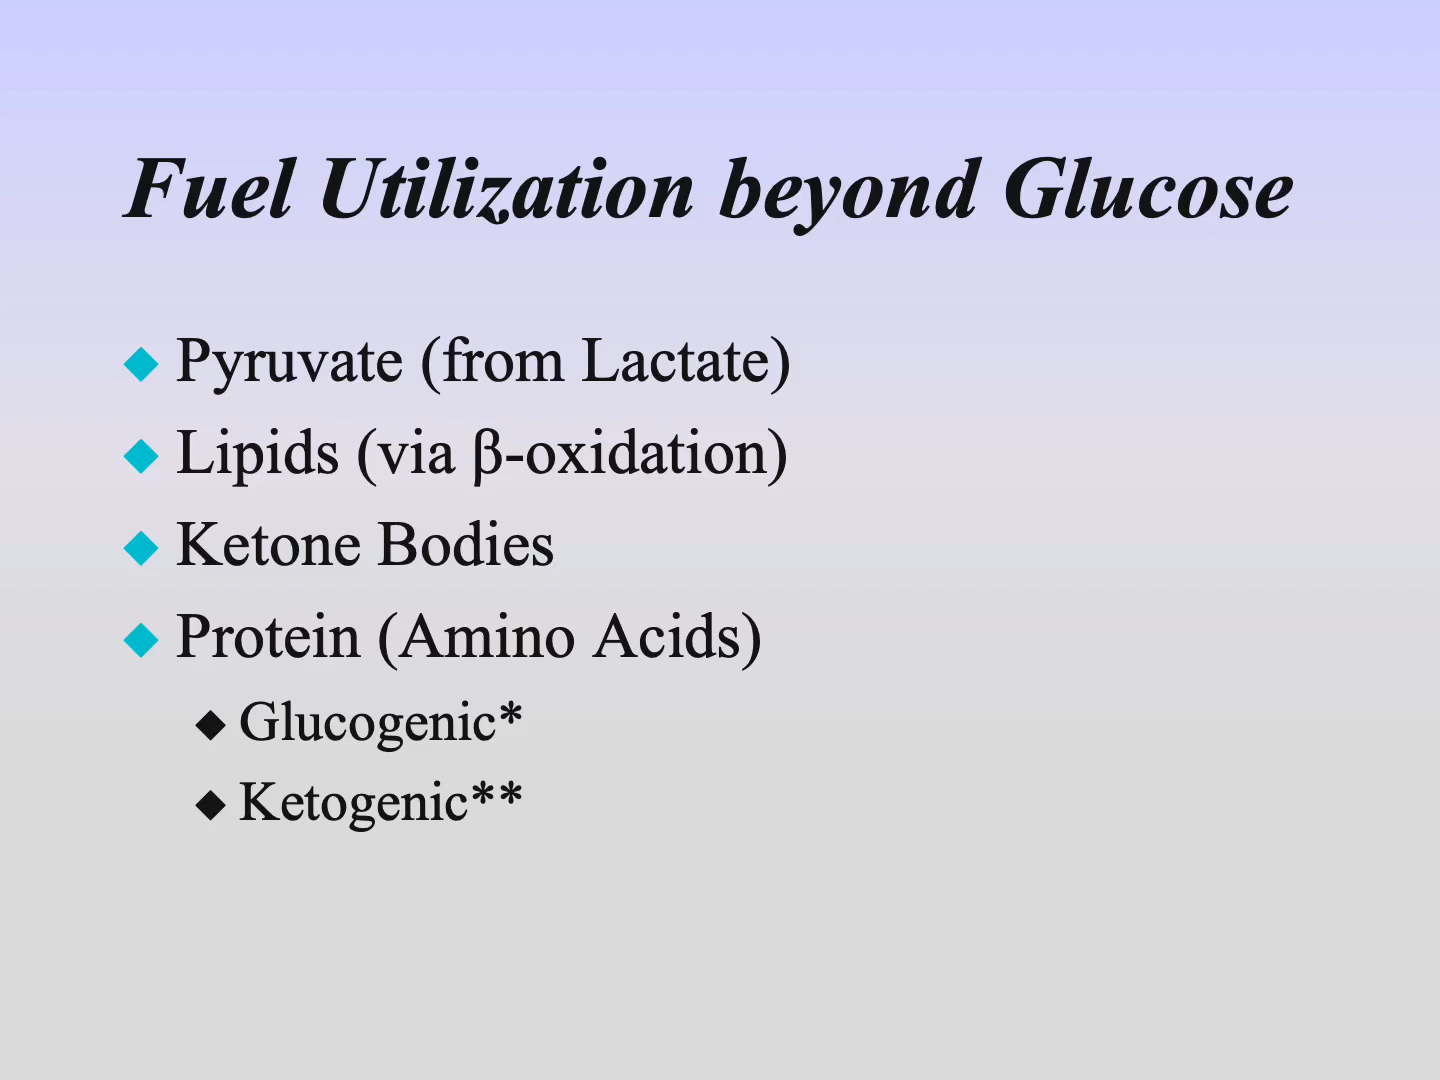 Fuel Utilization beyond Glucose
◆ Pyruvate (from Lactate)
◆ Lipids (via β-oxidation)
◆ Ketone Bodies
◆ Protein (Amino Acids)
◆ Glucogenic*
◆ Ketogenic**